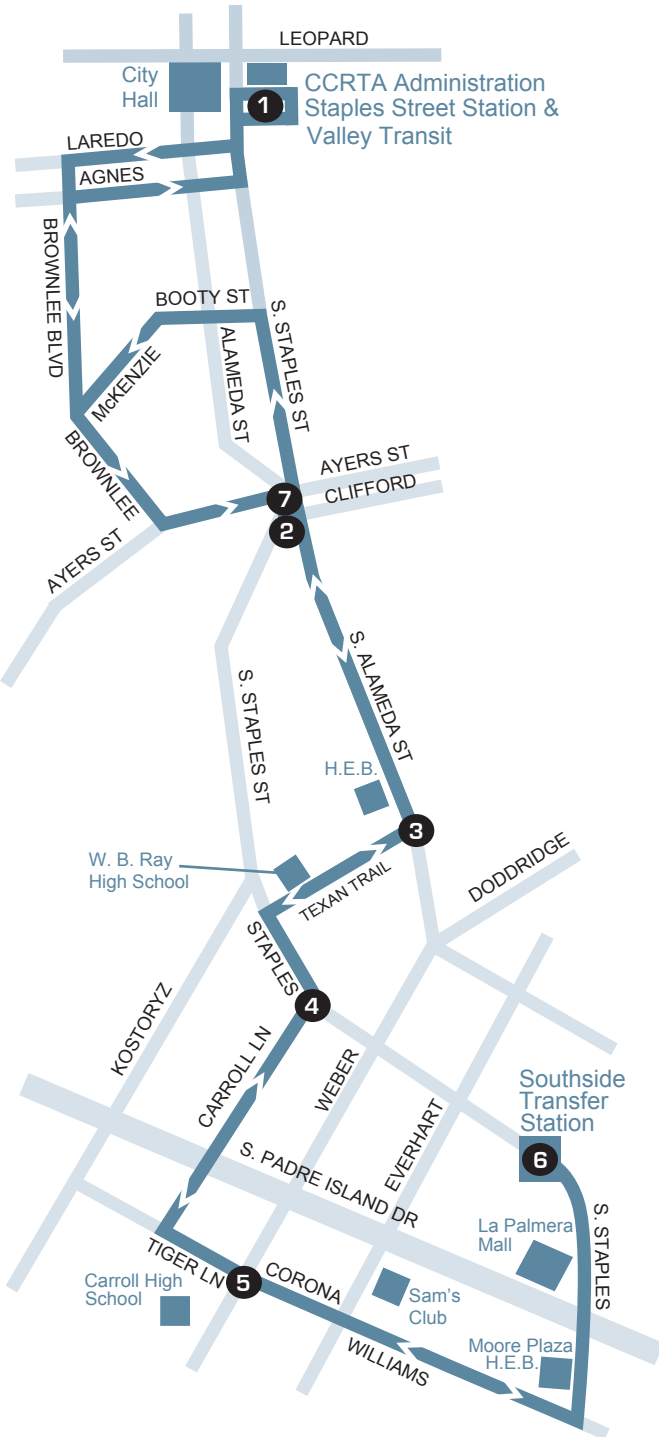 LEOPARD
City
Hall
1
CCRTA Administration
Staples Street Station &
Valley Transit
LAREDO
AGNES
BROWNLEE BLVD
BOOTY ST
McKENZIE
ALAMEDA ST
S. STAPLES ST
BROWNLEE
AYERS ST
CLIFFORD
7
2
AYERS ST
S. STAPLES ST
S. ALAMEDA ST
H.E.B.
3
W. B. Ray
High School
TEXAN TRAIL
DODDRIDGE
STAPLES
4
KOSTORYZ
CARROLL LN
WEBER
EVERHART
Southside
Transfer
Station
6
S. PADRE ISLAND DR
S. STAPLES
La Palmera
Mall
TIGER LN
5
CORONA
Carroll High
School
Sam's
Club
WILLIAMS
Moore Plaza
H.E.B.